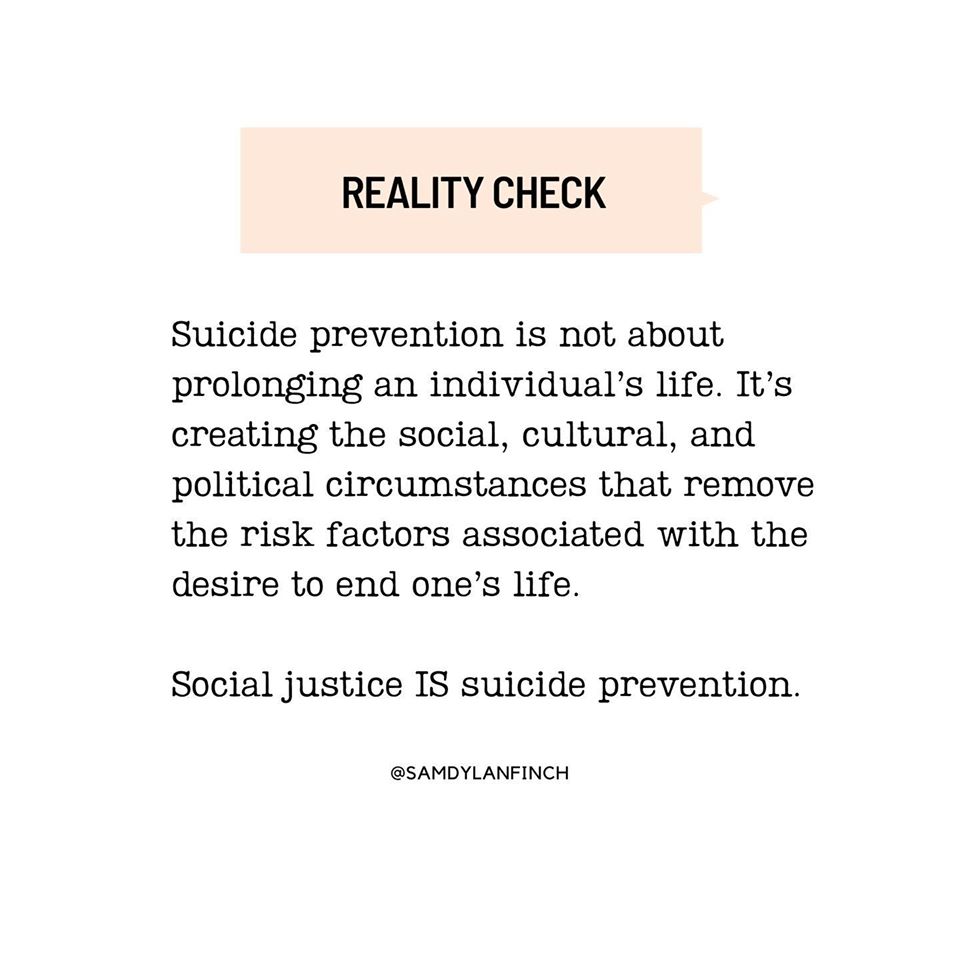 REALITY CHECK
Suicide prevention is not about
prolonging an individual’s life. It’s
creating the social, cultural, and
political circumstances that remove
the risk factors associated with the
desire to end one’s life.
Social justice IS suicide prevention.
@SAMDYLANFINCH